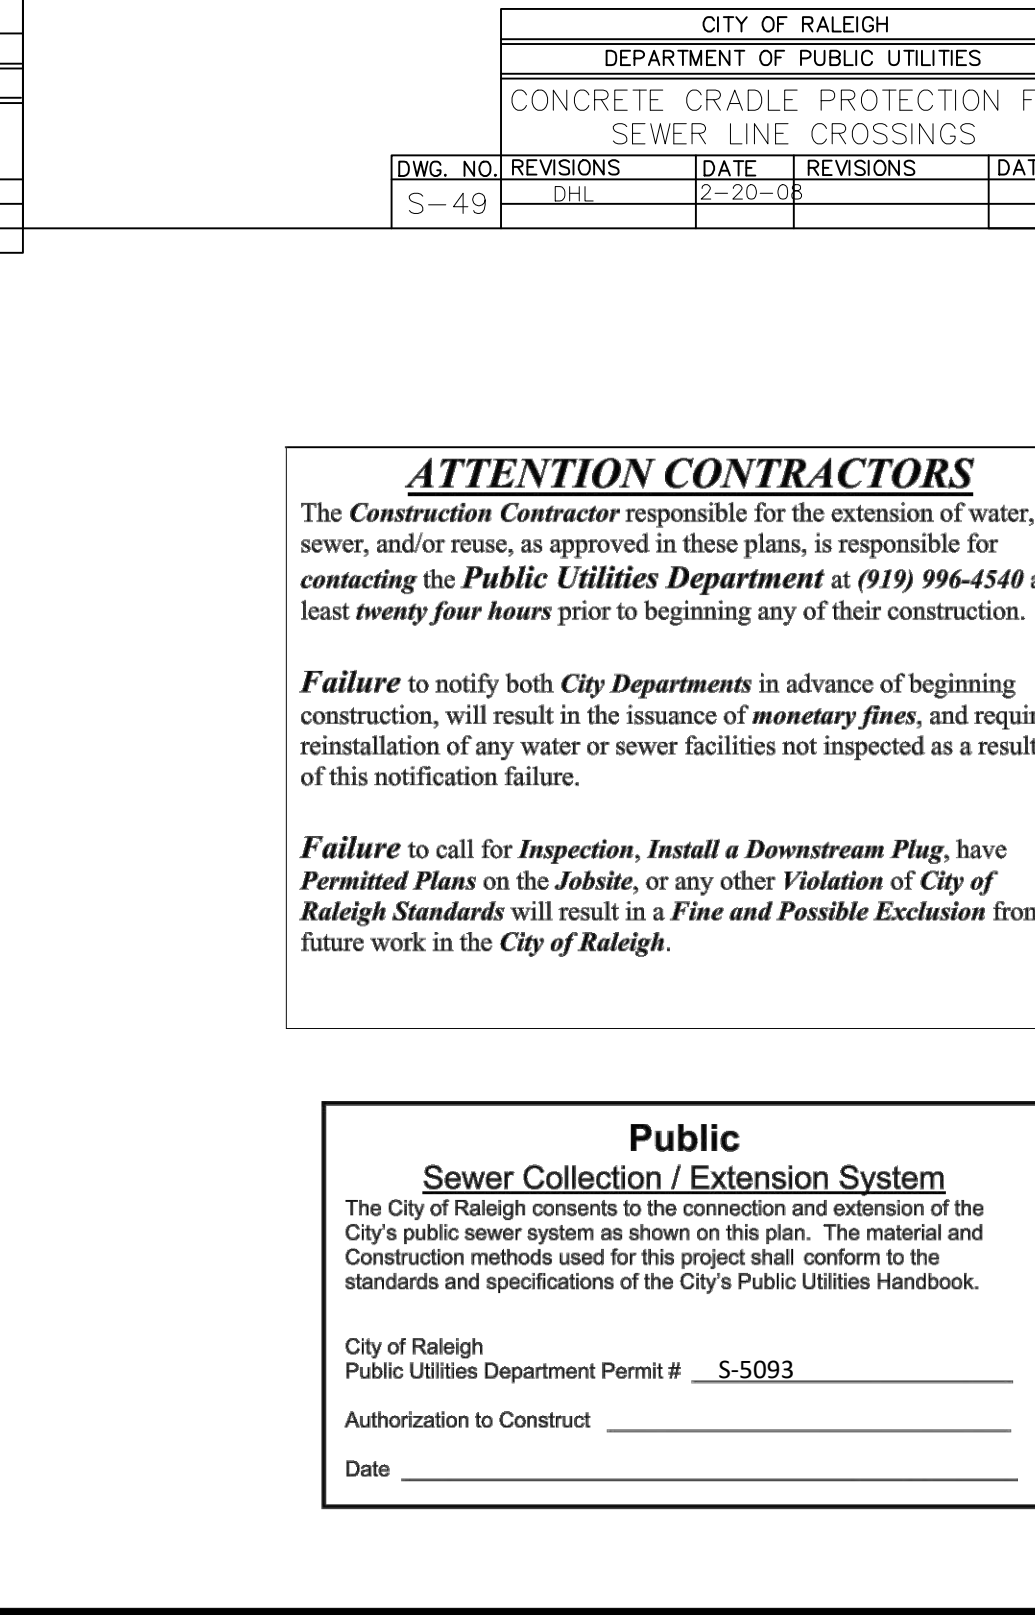 CITY OF RALEIGH
DEPARTMENT OF PUBLIC UTILITIES
CONCRETE CRADLE PROTECTION
SEWER LINE CROSSINGS
DWG. NO. REVISIONS DATE REVISIONS
S-49 DHL 2-20-08
ATTENTION CONTRACTORS
The Construction Contractor responsible for the extension of water,
sewer, and/or reuse, as approved in these plans, is responsible for
contacting the Public Utilities Department at (919) 996-4540
least twenty four hours prior to beginning any of their construction.
Failure to notify both City Departments in advance of beginning
construction, will result in the issuance of monetary fines, and
reinstallation of any water or sewer facilities not inspected as a result
of this notification failure.
Failure to call for Inspection, Install a Downstream Plug, have
Permitted Plans on the Jobsite, or any other Violation of City of
Raleigh Standards will result in a Fine and Possible Exclusion
future work in the City of Raleigh.
Public
Sewer Collection / Extension System
The City of Raleigh consents to the connection and extension of the
City's public sewer system as shown on this plan. The material and
Construction methods used for this project shall conform to the
standards and specifications of the City's Public Utilities Handbook.
City of Raleigh
Public Utilities Department Permit # S-5093
Authorization to Construct
Date